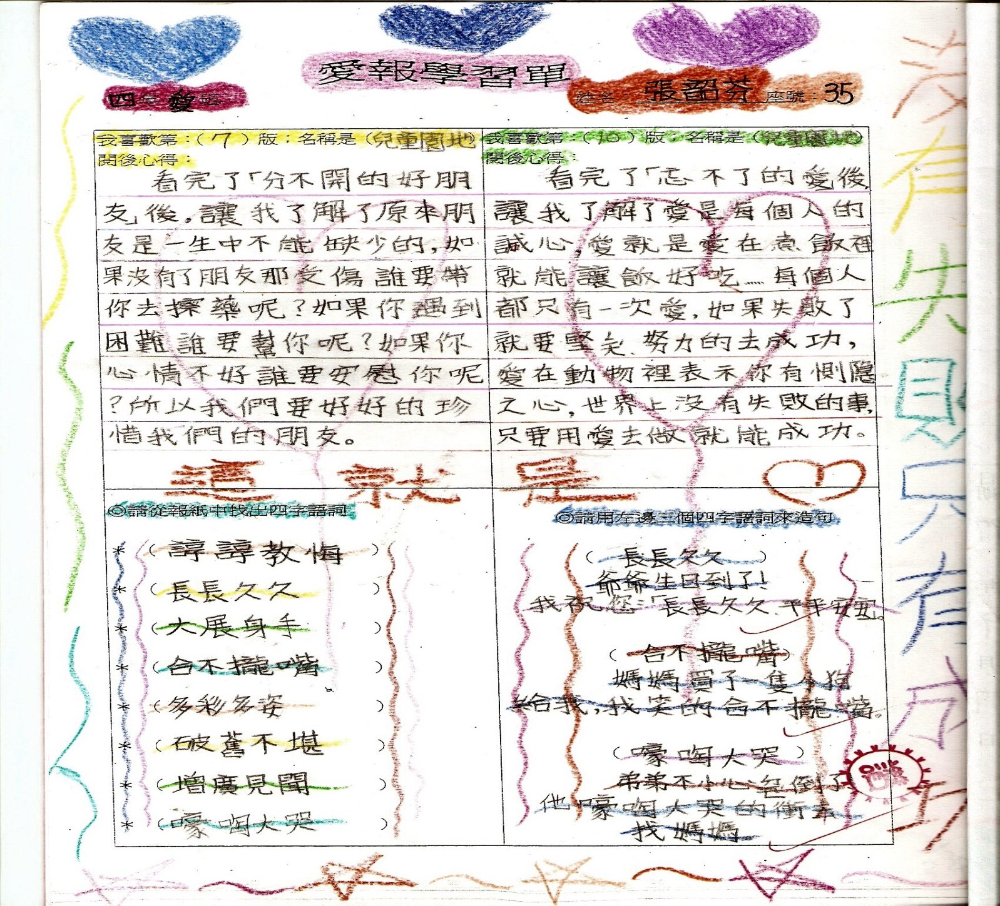 愛報學習單
四年 愛班
姓名：張韶芬 座號：35
我喜歡第：(7) 版；名稱是 (兒童園地)
閱後心得：
看完了「分不開的好朋
友」後，讓我了解了原來朋
友是一生中不能缺少的，如
果沒有了朋友那受傷誰要帶
你去擦藥呢？如果你遇到
困難誰要幫你呢？如果你
心情不好誰要安慰你呢
？所以我們要好好的珍
惜我們的朋友。
我喜歡第：(10) 版；名稱是 (兒童園地)
閱後心得：
看完了「忘不了的愛後，
讓我了解了愛是每個人的
誠心，愛就是愛在煮飯裡
就能讓飯好吃……每個人
都只有一次愛，如果失敗了
就要堅 努力的去成功，
愛在動物裡表示你有惻隱
之心，世界上沒有失敗的事，
只要用愛去做就能成功。
這就是
◎請從報紙中找出四字語詞
＊(諄諄教悔)
＊(長長久久)
＊(大展身手)
＊(合不攏嘴)
＊(多彩多姿)
＊(破舊不堪)
＊(增廣見聞)
＊(嚎啕大哭)
◎請用左邊三個四字語詞來造句
(長長久久)
爺爺生日到了！
我祝您：「長長久久、平平安安。
(合不攏嘴)
媽媽買了一隻小狗
給我，我笑的合不攏嘴。
(嚎啕大哭)
弟弟不小心 倒了
他嚎啕大哭的衝去
找媽媽
沒有失敗只有成功